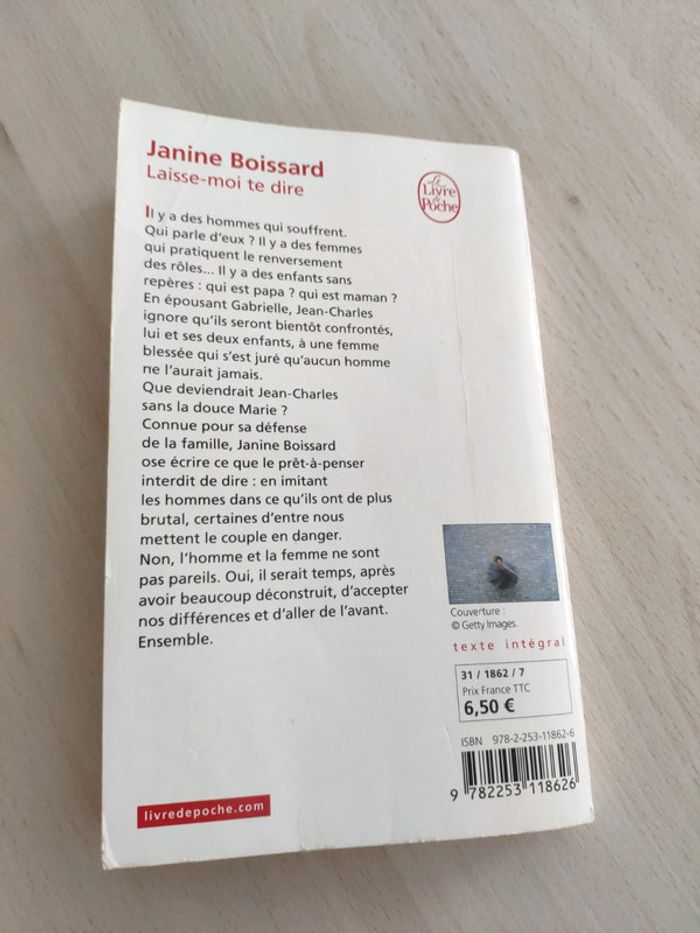 Janine Boissard
Laisse-moi te dire
Le
Livre
de
Poche
Il y a des hommes qui souffrent.
Qui parle d'eux ? Il y a des femmes
qui pratiquent le renversement
des rôles... Il y a des enfants sans
repères : qui est papa ? qui est maman ?
En épousant Gabrielle, Jean-Charles
ignore qu'ils seront bientôt confrontés,
lui et ses deux enfants, à une femme
blessée qui s'est juré qu'aucun homme
ne l'aurait jamais.
Que deviendrait Jean-Charles
sans la douce Marie ?
Connue pour sa défense
de la famille, Janine Boissard
ose écrire ce que le prêt-à-penser
interdit de dire : en imitant
les hommes dans ce qu'ils ont de plus
brutal, certaines d'entre nous
mettent le couple en danger.
Non, l'homme et la femme ne sont
pas pareils. Oui, il serait temps, après
avoir beaucoup déconstruit, d'accepter
nos différences et d'aller de l'avant.
Ensemble.
Couverture :
© Getty Images.
texte intégral
31 / 1862 / 7
Prix France TTC
6,50 €
ISBN 978-2-253-11862-6
9 782253 118626
livredepoche.com